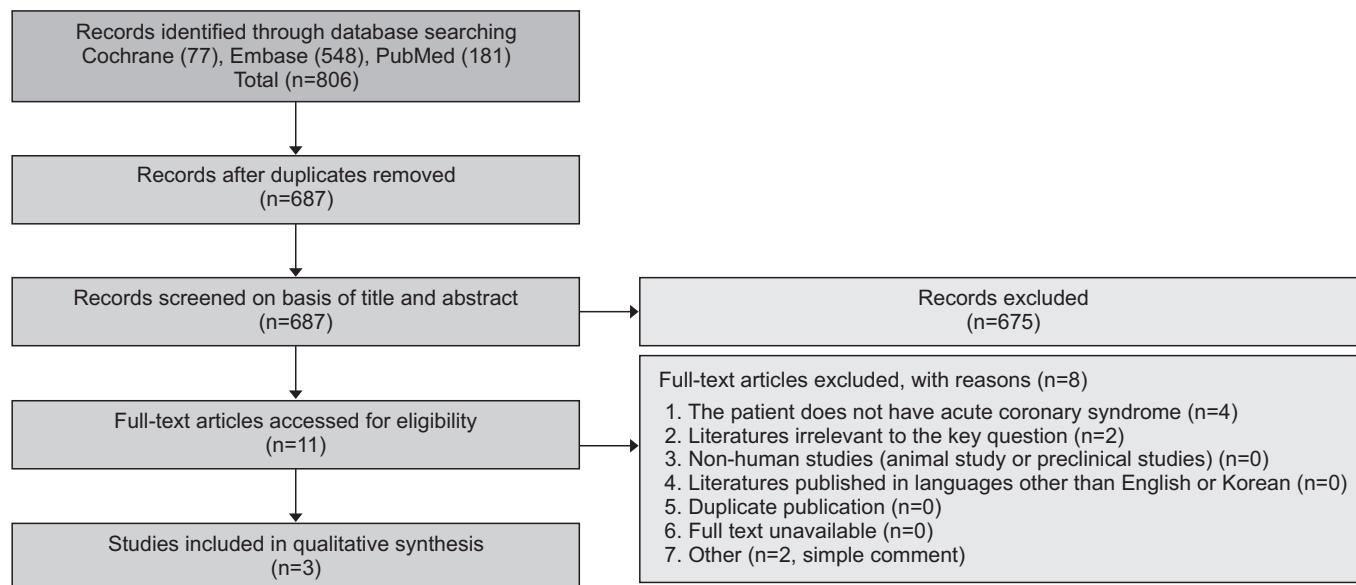 Records identified through database searching
Cochrane (77), Embase (548), PubMed (181)
Total (n=806)
Records after duplicates removed
(n=687)
Records screened on basis of title and abstract
(n=687)
Records excluded
(n=675)
Full-text articles accessed for eligibility
(n=11)
Full-text articles excluded, with reasons (n=8)
1. The patient does not have acute coronary syndrome (n=4)
2. Literatures irrelevant to the key question (n=2)
3. Non-human studies (animal study or preclinical studies) (n=0)
4. Literatures published in languages other than English or Korean (n=0)
5. Duplicate publication (n=0)
6. Full text unavailable (n=0)
7. Other (n=2, simple comment)
Studies included in qualitative synthesis
(n=3)